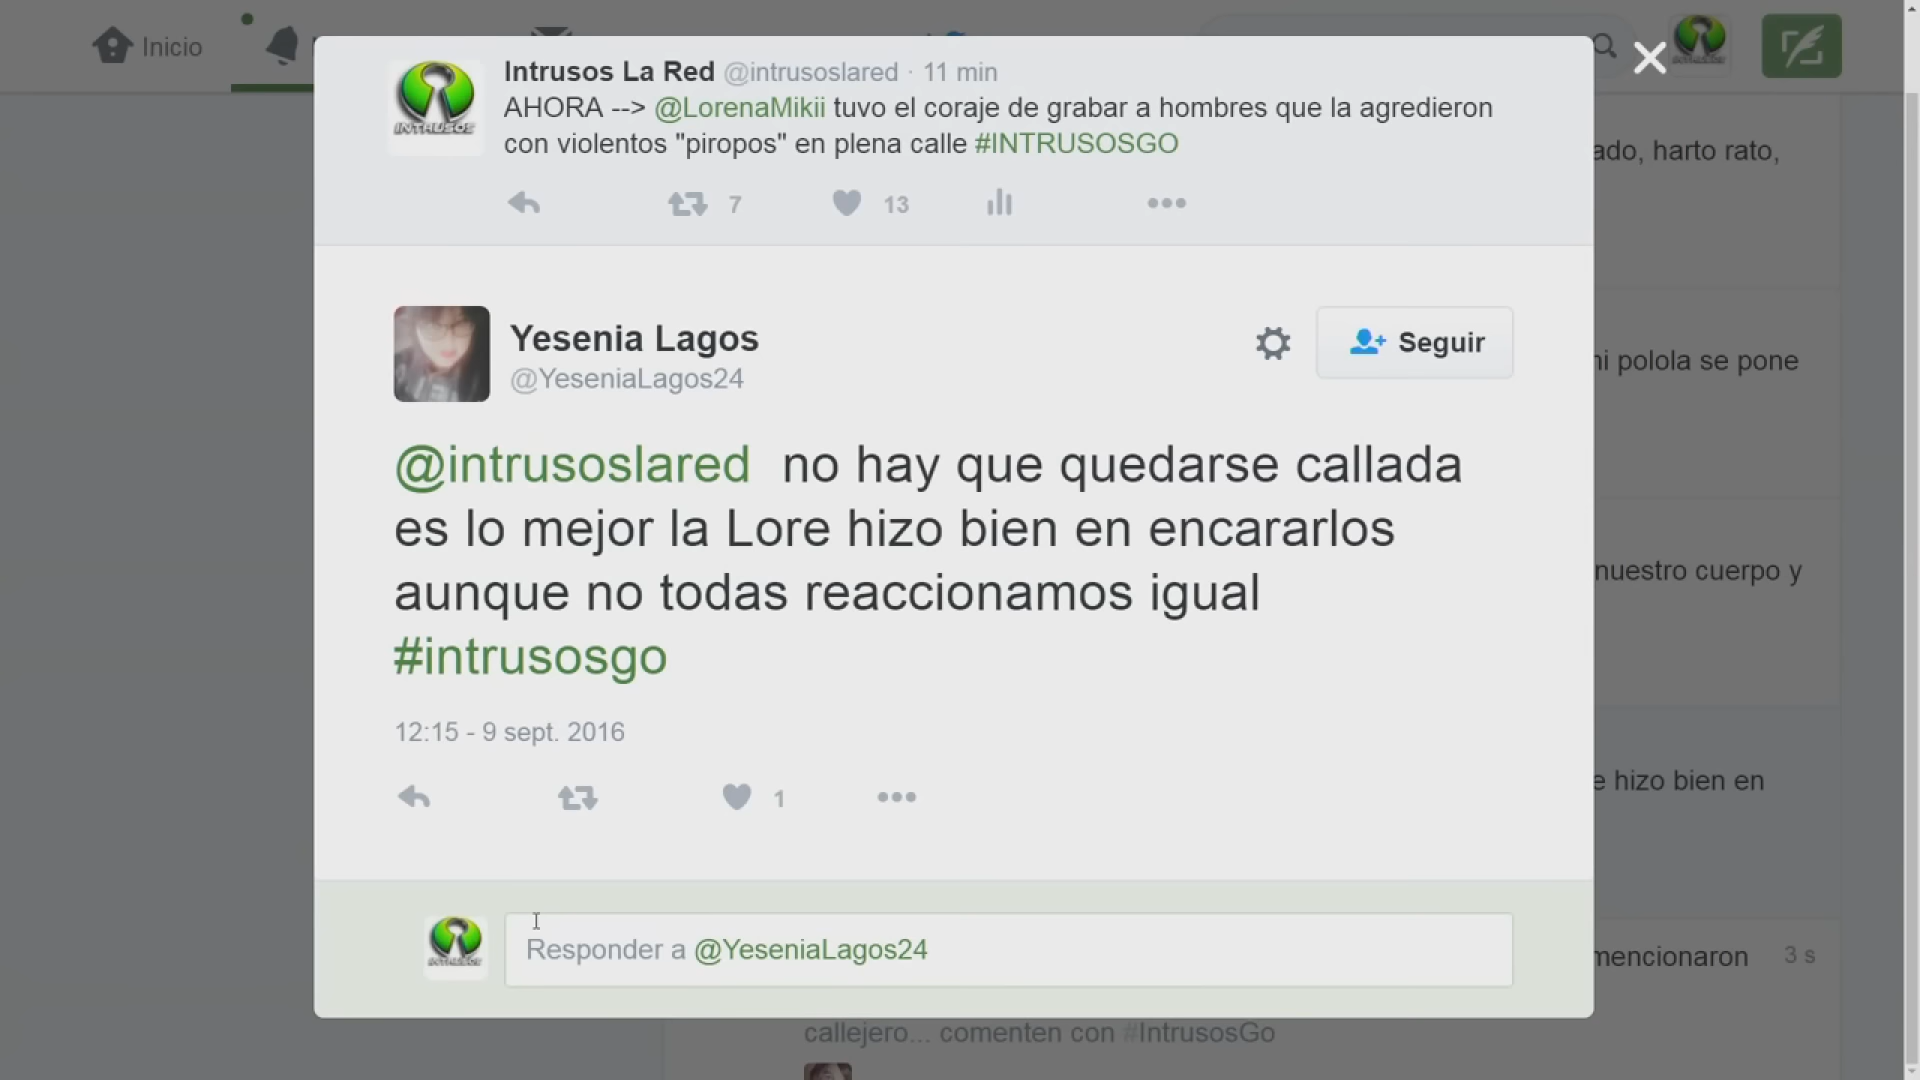 Inicio
Intrusos La Red @intrusoslared · 11 min
AHORA --> @LorenaMikii tuvo el coraje de grabar a hombres que la agredieron
con violentos "piropos" en plena calle #INTRUSOSGO
INTRUSOS
7 13
ado, harto rato,
Yesenia Lagos
@YeseniaLagos24
Seguir
ni polola se pone
@intrusoslared no hay que quedarse callada
es lo mejor la Lore hizo bien en encararlos
aunque no todas reaccionamos igual
#intrusosgo
nuestro cuerpo y
12:15 - 9 sept. 2016
1
e hizo bien en
Responder a @YeseniaLagos24
mencionaron 3 s
callejero... comenten con #IntrusosGo